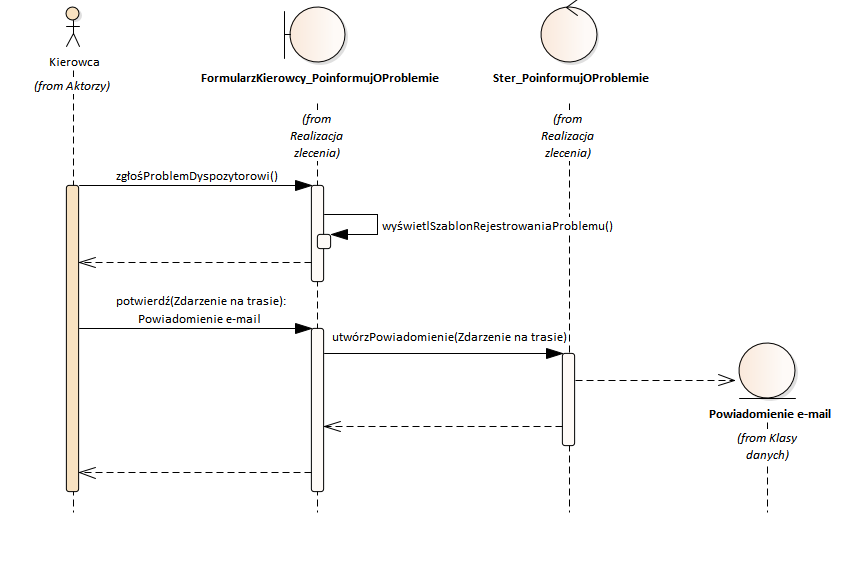 Kierowca
(from Aktorzy)
FormularzKierowcy_PoinformujOProblemie
(from
Realizacja
zlecenia)
Ster_PoinformujOProblemie
(from
Realizacja
zlecenia)
zgłośProblemDyspozytorowi()
wyświetlSzablonRejestrowaniaProblemu()
potwierdź(Zdarzenie na trasie):
Powiadomienie e-mail
utwórzPowiadomienie(Zdarzenie na trasie)
Powiadomienie e-mail
(from Klasy
danych)